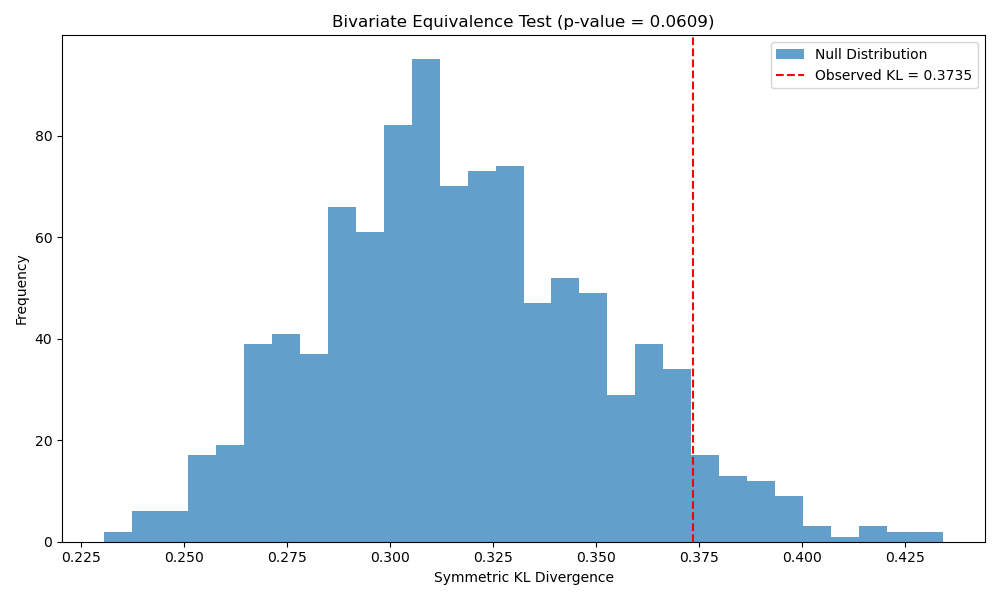 Bivariate Equivalence Test (p-value = 0.0609)
Null Distribution
Observed KL = 0.3735
Frequency
80
60
40
20
0
0.225 0.250 0.275 0.300 0.325 0.350 0.375 0.400 0.425
Symmetric KL Divergence